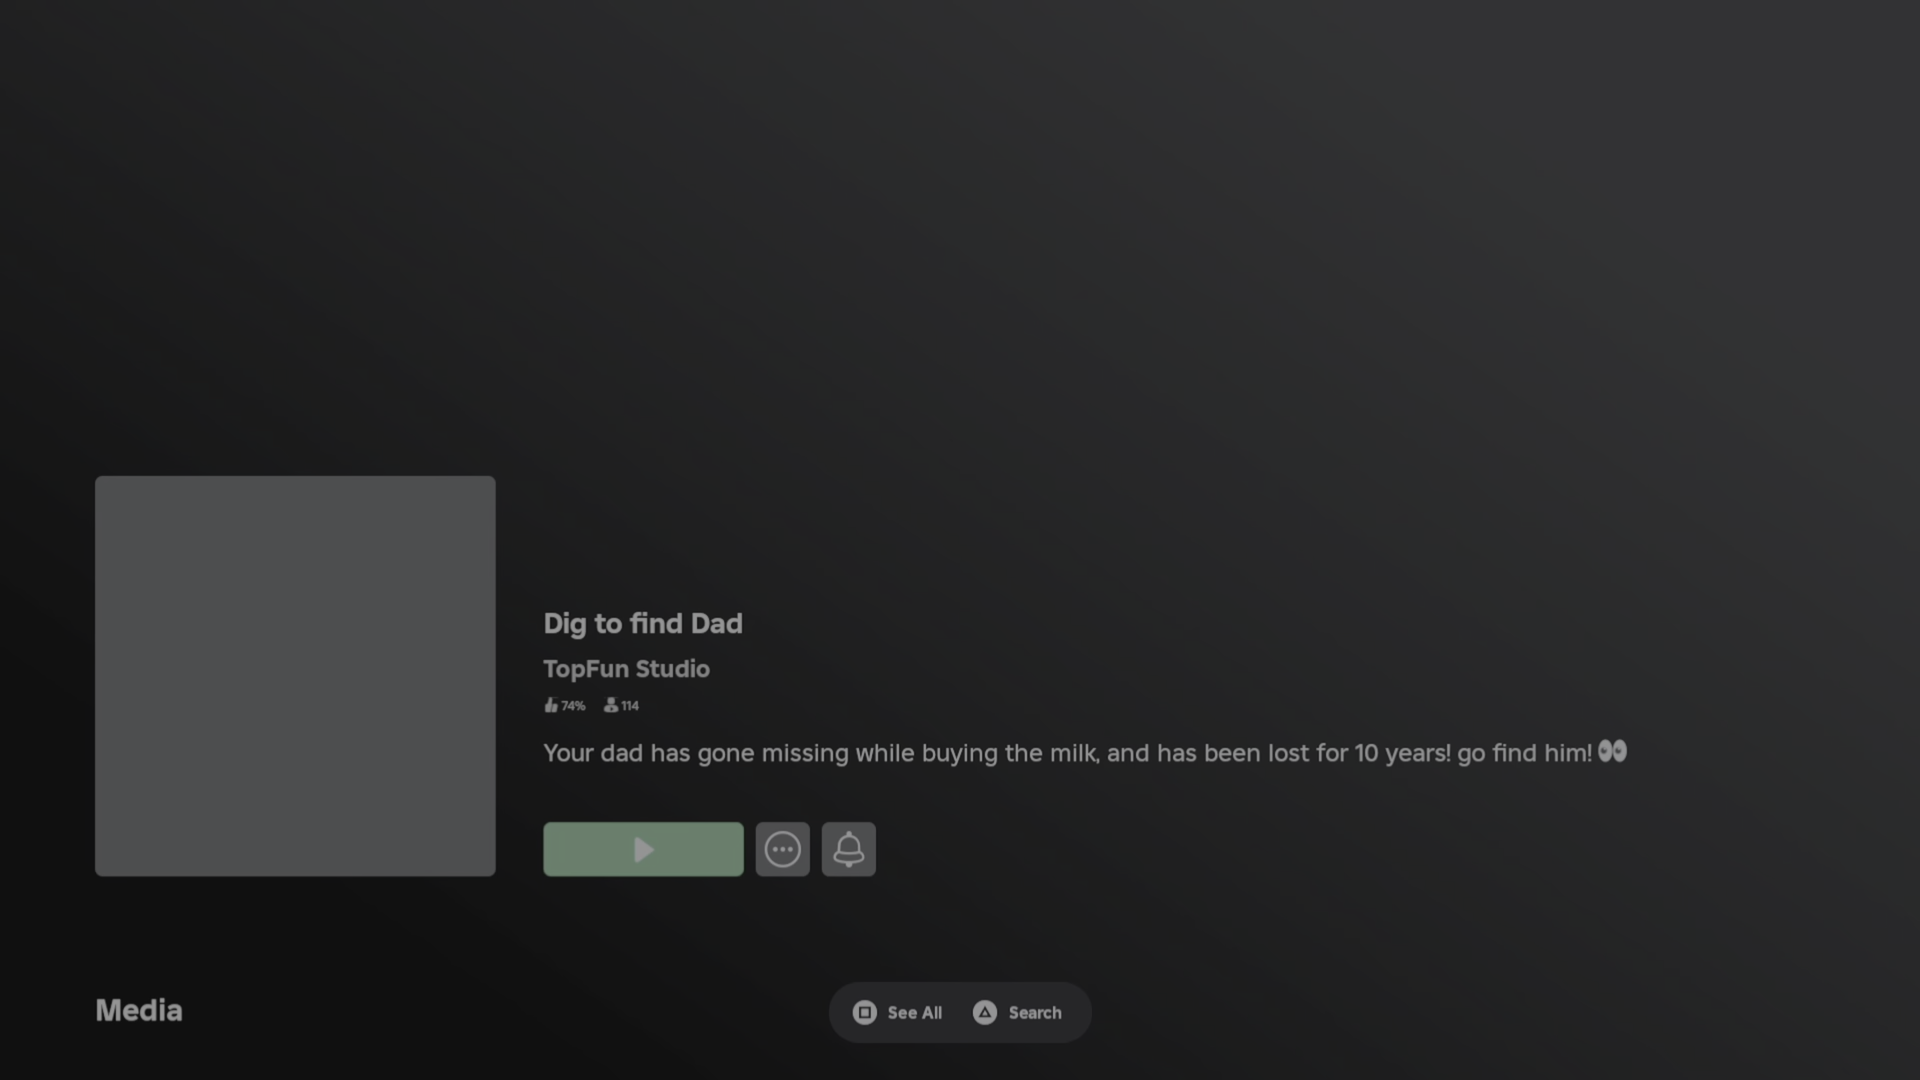 Dig to find Dad
TopFun Studio
74% 114
Your dad has gone missing while buying the milk, and has been lost for 10 years! go find him! 👀
Media
See All Search